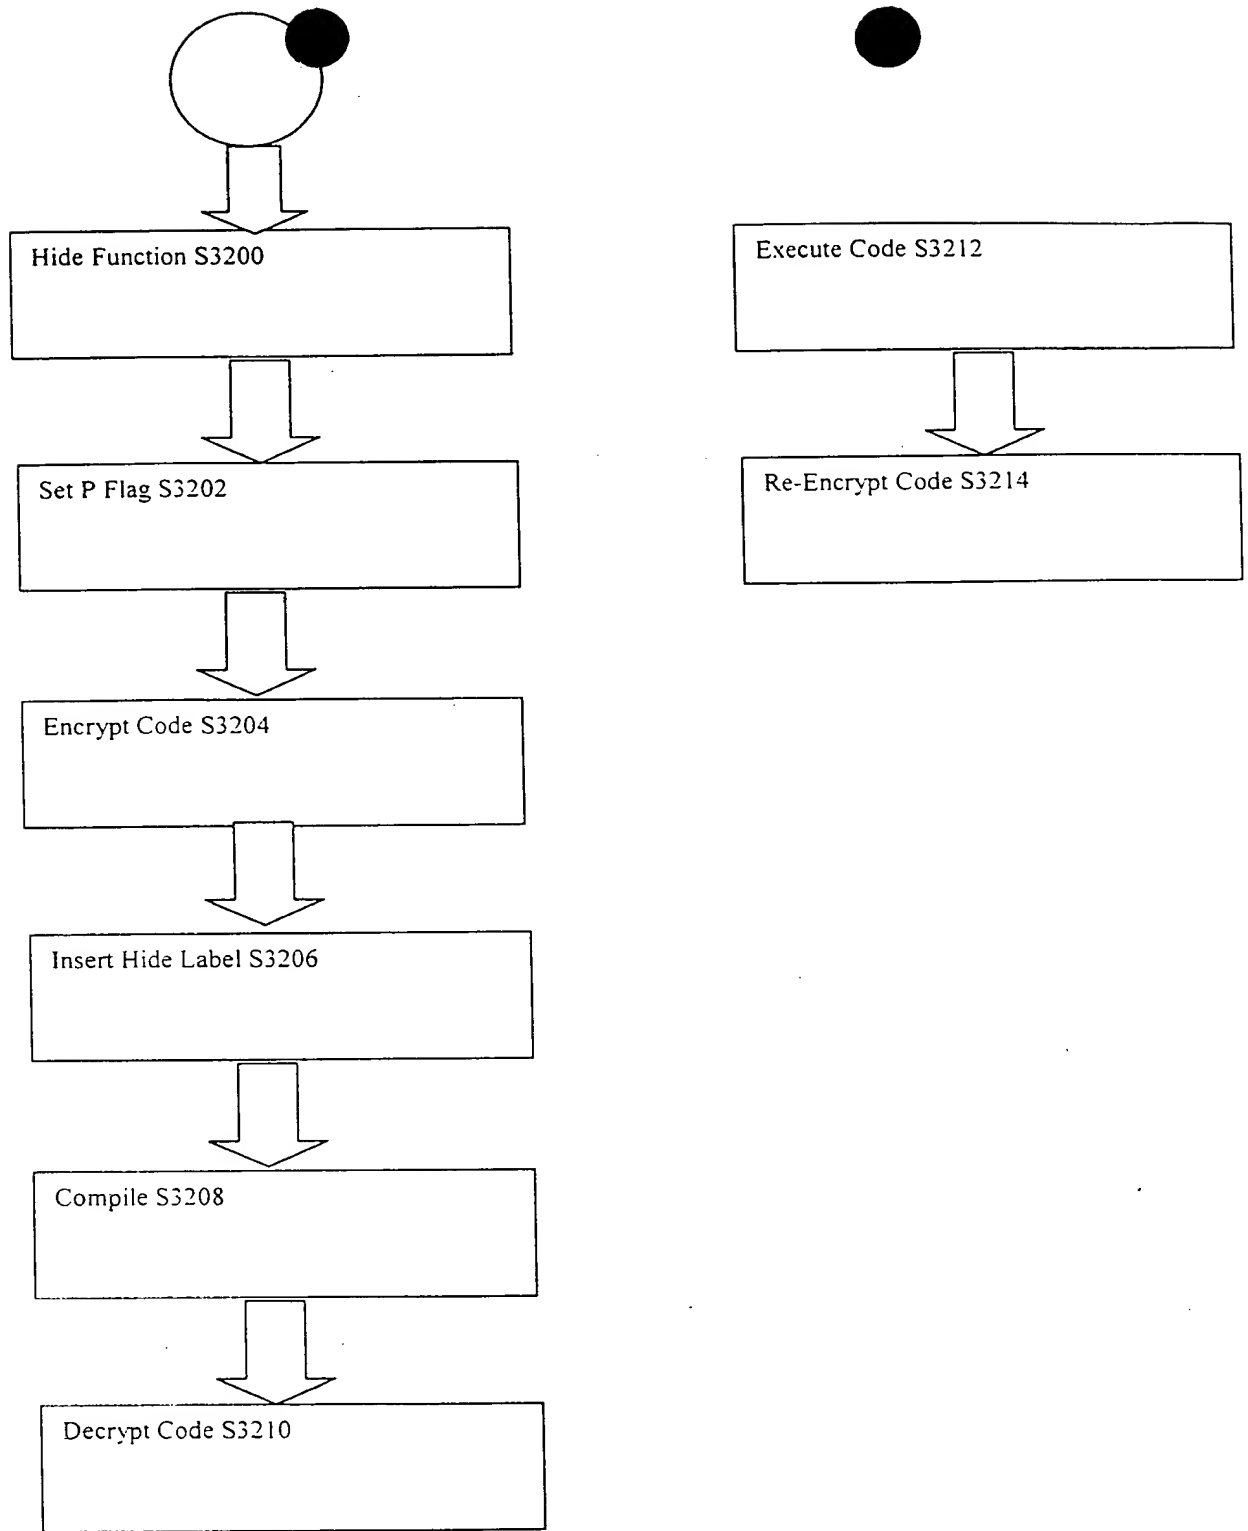 Hide Function S3200
Set P Flag S3202
Encrypt Code S3204
Insert Hide Label S3206
Compile S3208
Decrypt Code S3210
Execute Code S3212
Re-Encrypt Code S3214